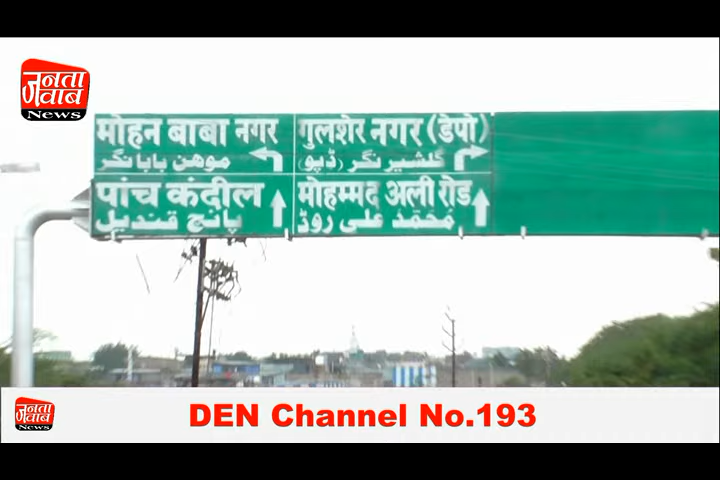 जनता
जवाब
News
मोहन बाबा नगर
موھن بابا نگر
गुलशेर नगर (डेपो)
گلشیر نگر (ڈپو)
पांच कंदील
پانچ قندیل
मोहम्मद अली रोड
محمد علی روڈ
जनता
जवाब
News
DEN Channel No.193